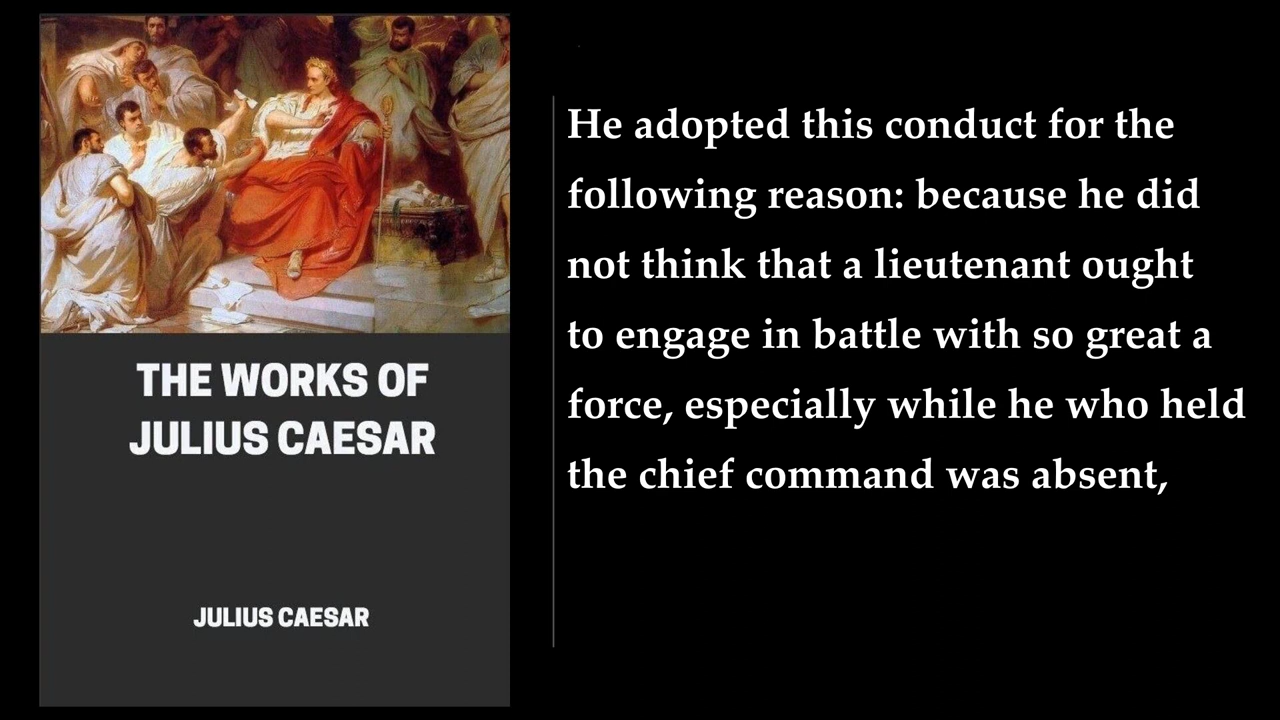 THE WORKS OF
JULIUS CAESAR
JULIUS CAESAR
He adopted this conduct for the
following reason: because he did
not think that a lieutenant ought
to engage in battle with so great a
force, especially while he who held
the chief command was absent,